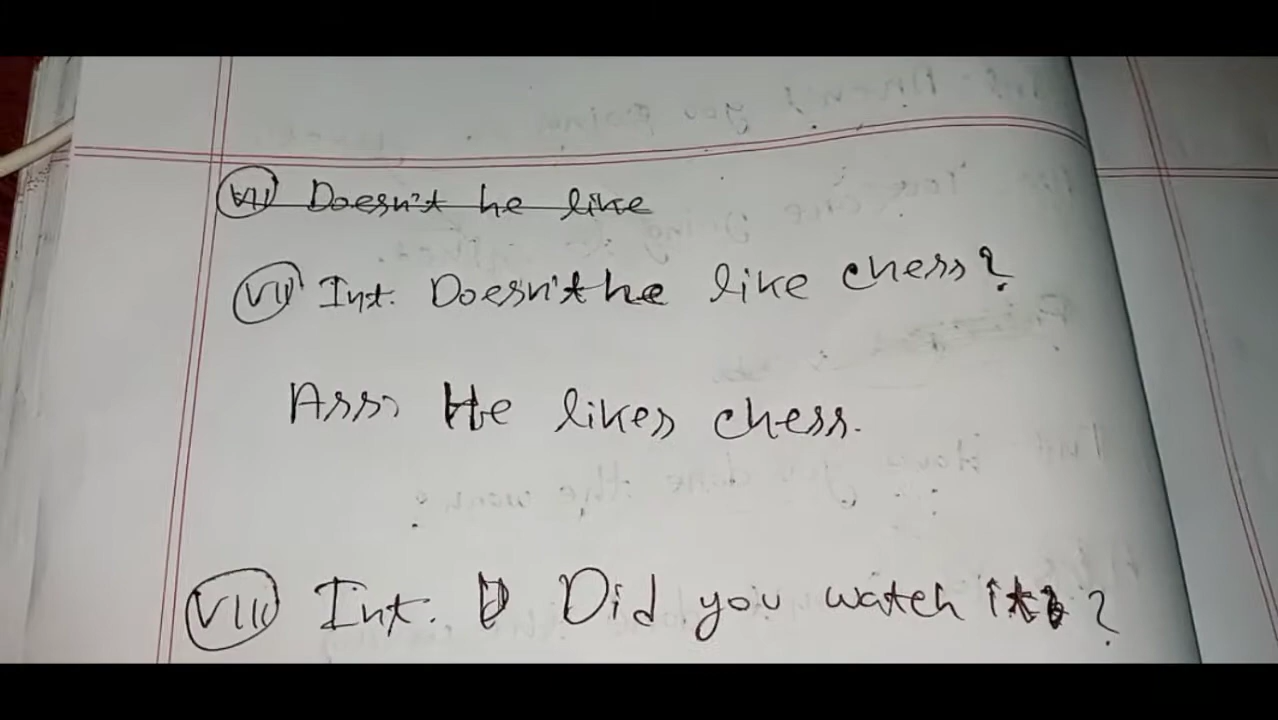 VII Doesn't he like
VII Int. Doesn't he like chess?
Ass: He likes chess.
VIII Int. Did you watch it?